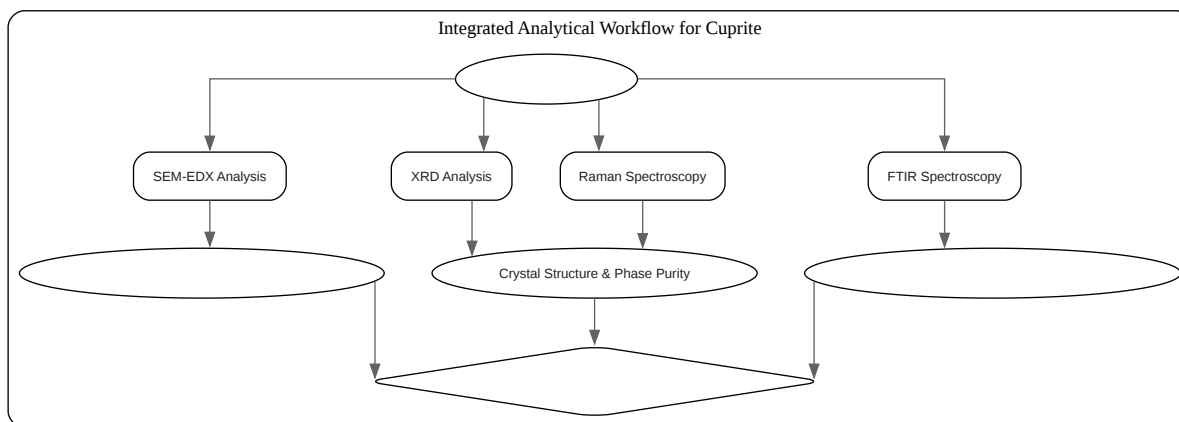 Integrated Analytical Workflow for Cuprite
SEM-EDX Analysis
XRD Analysis
Raman Spectroscopy
FTIR Spectroscopy
Crystal Structure & Phase Purity